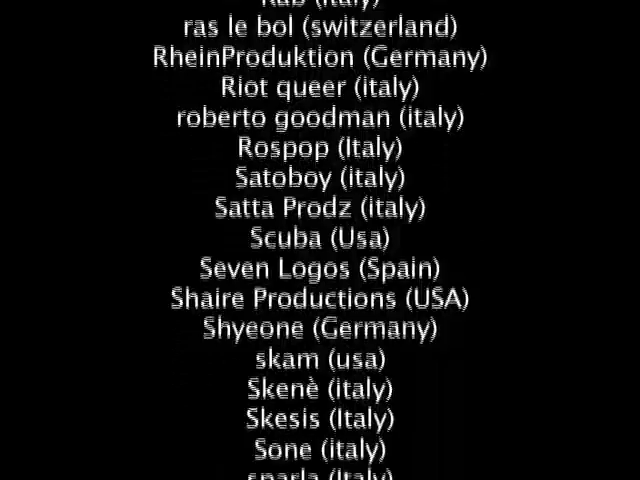 Rab (Italy)
ras le bol (switzerland)
RheinProduktion (Germany)
Riot queer (italy)
roberto goodman (italy)
Rospop (Italy)
Satoboy (italy)
Satta Prodz (italy)
Scuba (Usa)
Seven Logos (Spain)
Shaire Productions (USA)
Shyeone (Germany)
skam (usa)
Skenè (italy)
Skesis (Italy)
Sone (italy)
sparla (Italy)